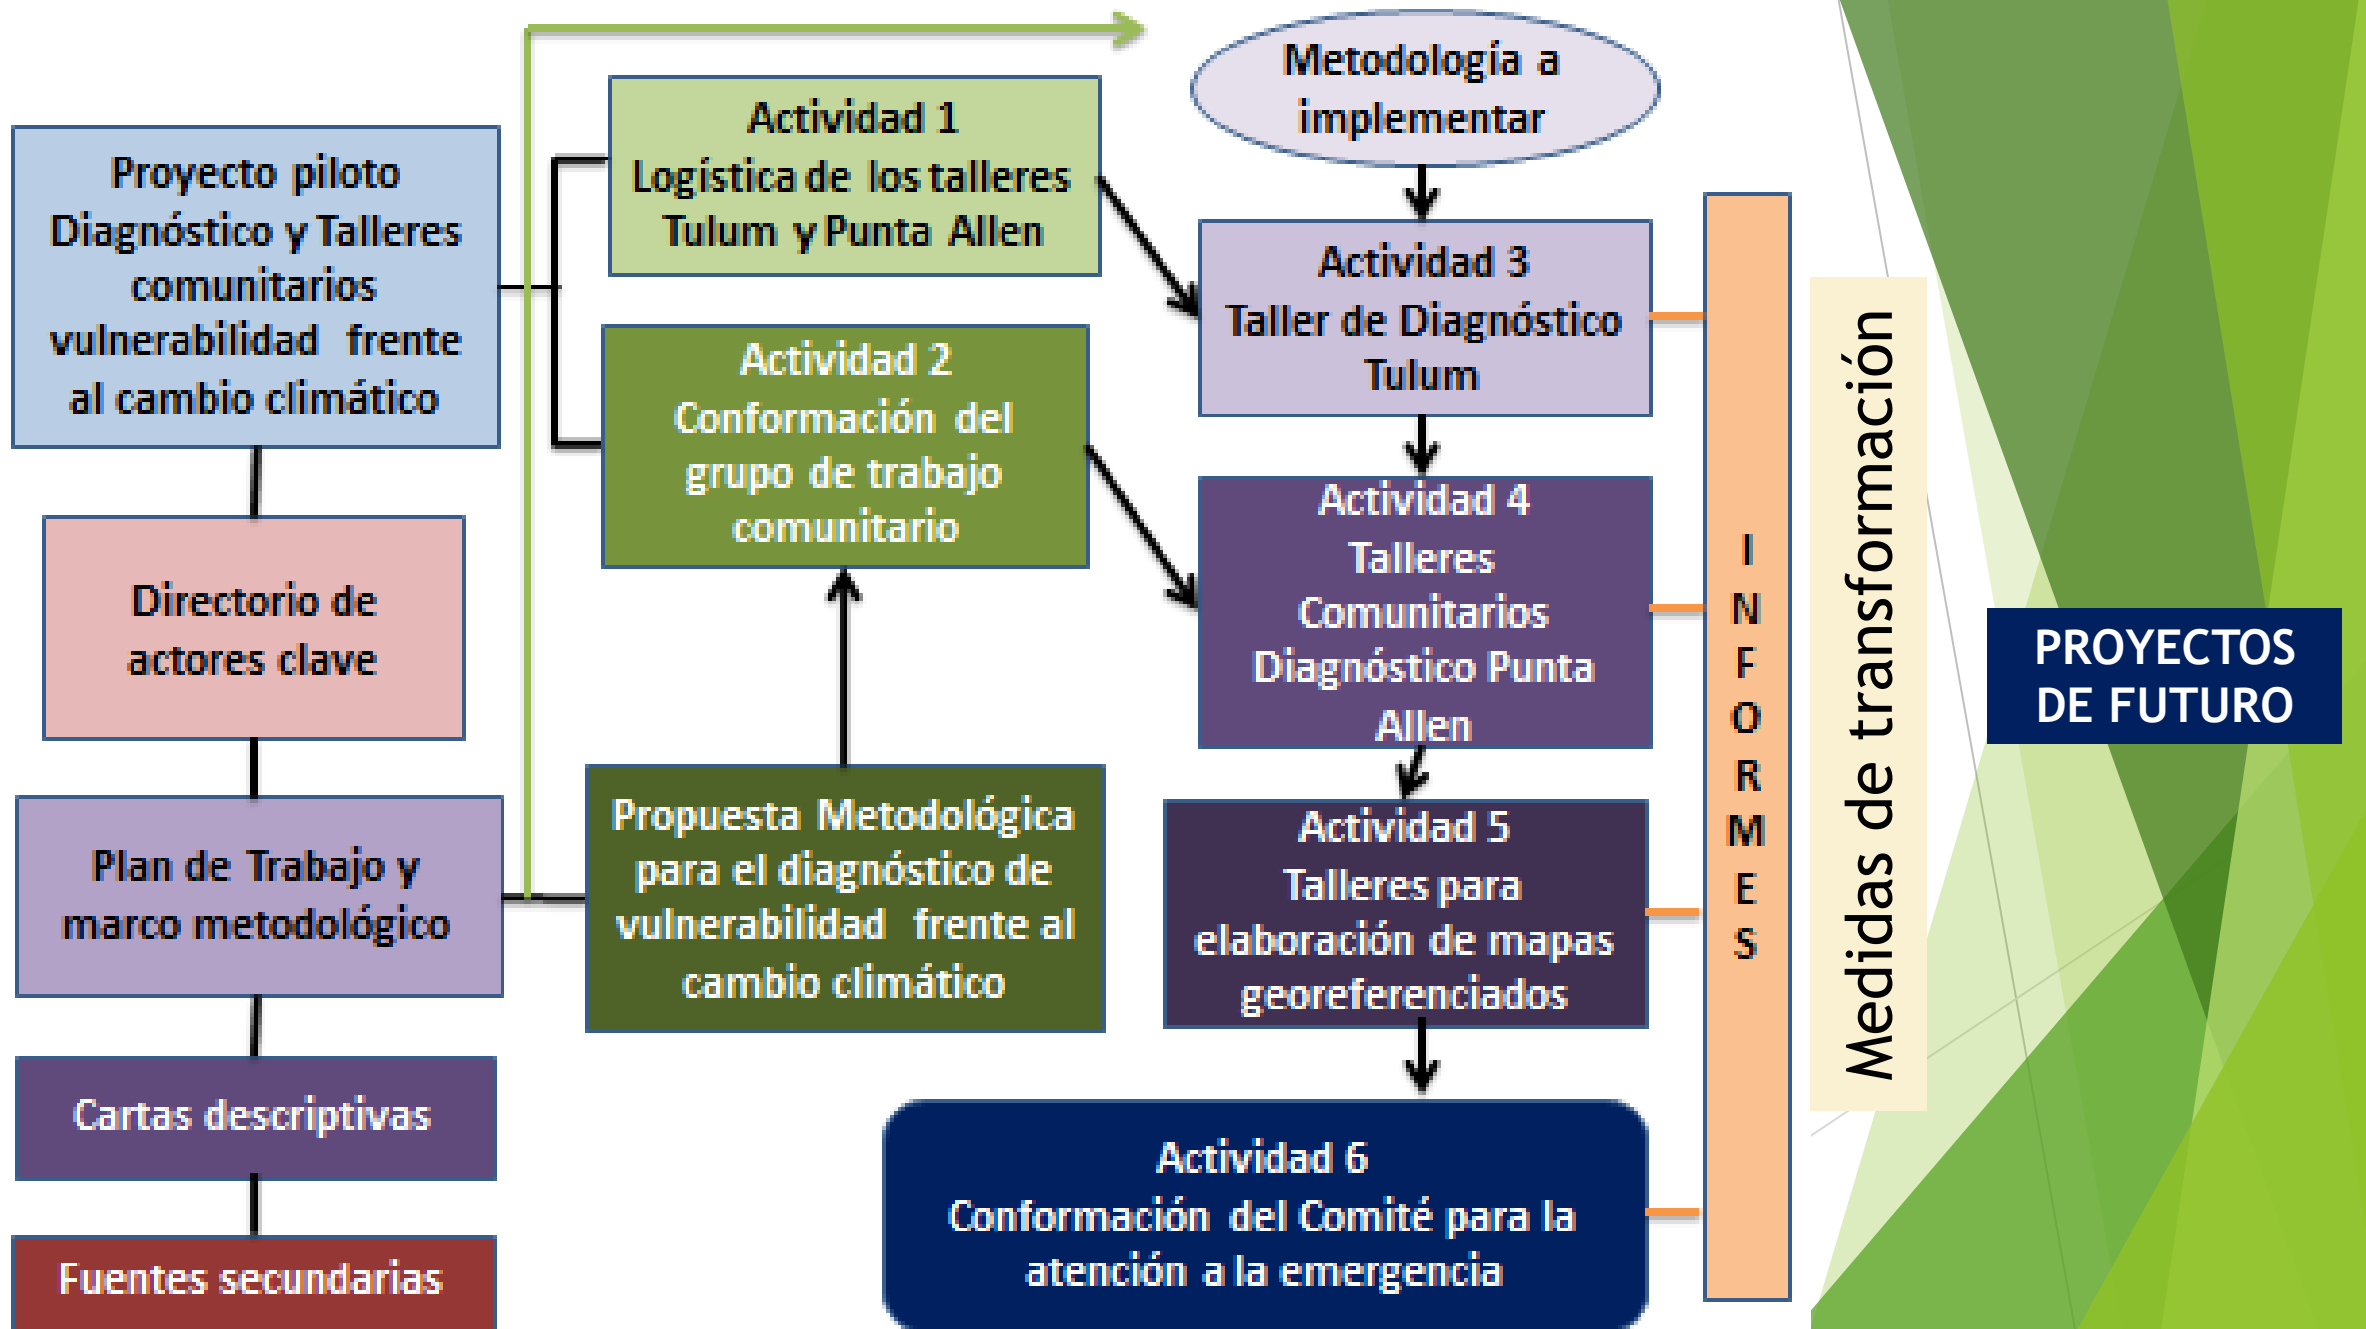 Proyecto piloto
Diagnóstico y Talleres
comunitarios
vulnerabilidad frente
al cambio climático
Directorio de
actores clave
Plan de Trabajo y
marco metodológico
Cartas descriptivas
Fuentes secundarias
Actividad 1
Logística de los talleres
Tulum y Punta Allen
Actividad 2
Conformación del
grupo de trabajo
comunitario
Propuesta Metodológica
para el diagnóstico de
vulnerabilidad frente al
cambio climático
Metodología a
implementar
Actividad 3
Taller de Diagnóstico
Tulum
Actividad 4
Talleres
Comunitarios
Diagnóstico Punta
Allen
Actividad 5
Talleres para
elaboración de mapas
georeferenciados
Actividad 6
Conformación del Comité para la
atención a la emergencia
I
N
F
O
R
M
E
S
Medidas de transformación
PROYECTOS
DE FUTURO